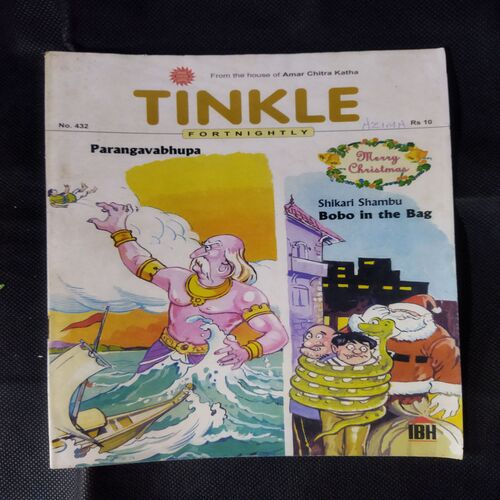 From the house of Amar Chitra Katha
TINKLE
No. 432
AZIMA
Rs 10
FORTNIGHTLY
Parangavabhupa
Merry
Christmas
Shikari Shambu
Bobo in the Bag
IBH